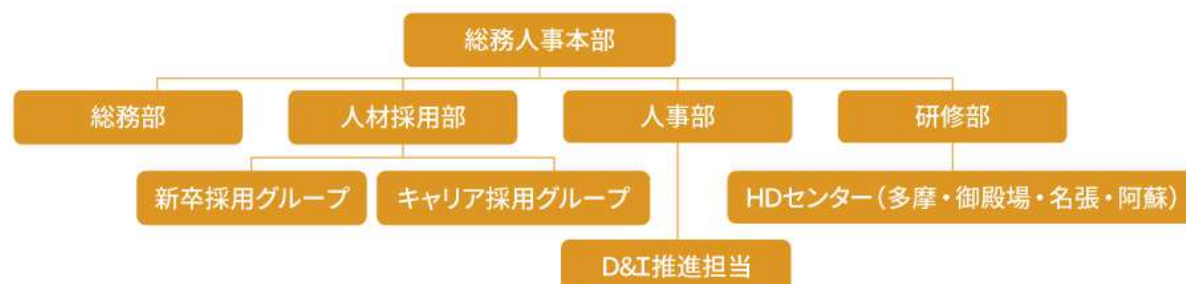 総務人事本部
総務部
人材採用部
人事部
研修部
新卒採用グループ
キャリア採用グループ
HDセンター（多摩・御殿場・名張・阿蘇）
D&I推進担当